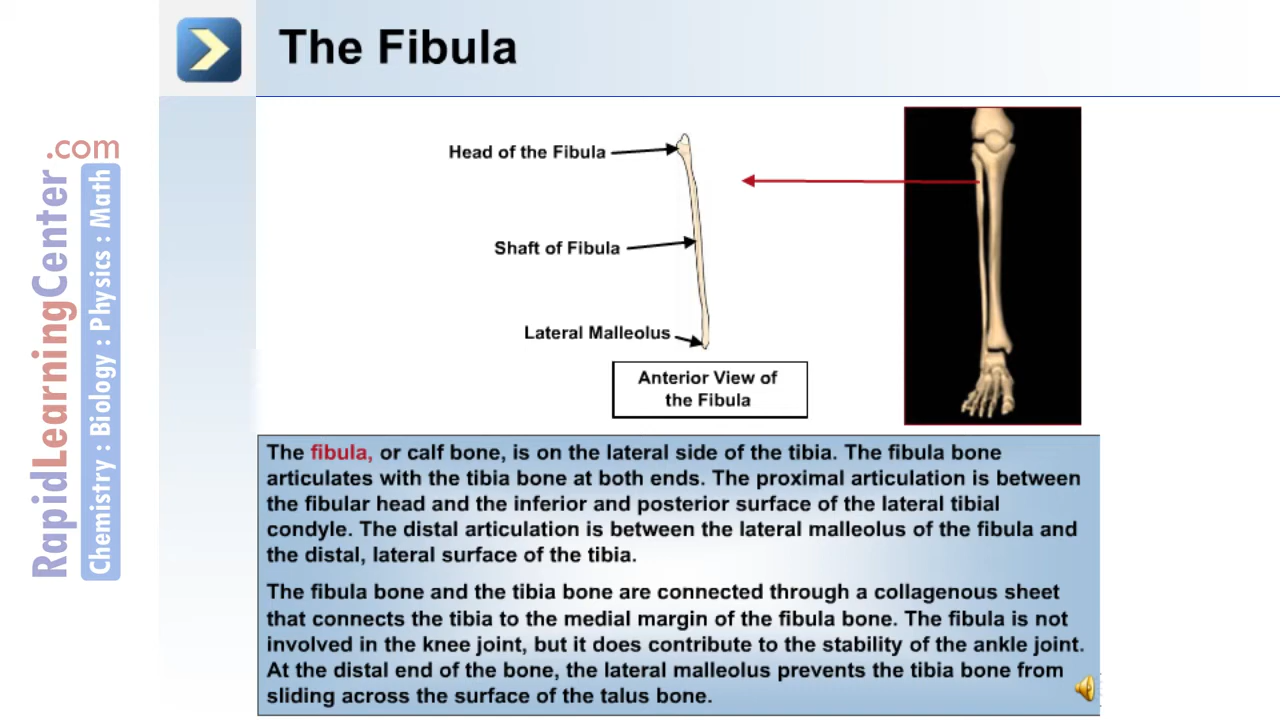 The Fibula
RapidLearningCenter.com
Chemistry : Biology : Physics : Math
Head of the Fibula
Shaft of Fibula
Lateral Malleolus
Anterior View of
the Fibula
The fibula, or calf bone, is on the lateral side of the tibia. The fibula bone
articulates with the tibia bone at both ends. The proximal articulation is between
the fibular head and the inferior and posterior surface of the lateral tibial
condyle. The distal articulation is between the lateral malleolus of the fibula and
the distal, lateral surface of the tibia.
The fibula bone and the tibia bone are connected through a collagenous sheet
that connects the tibia to the medial margin of the fibula bone. The fibula is not
involved in the knee joint, but it does contribute to the stability of the ankle joint.
At the distal end of the bone, the lateral malleolus prevents the tibia bone from
sliding across the surface of the talus bone.